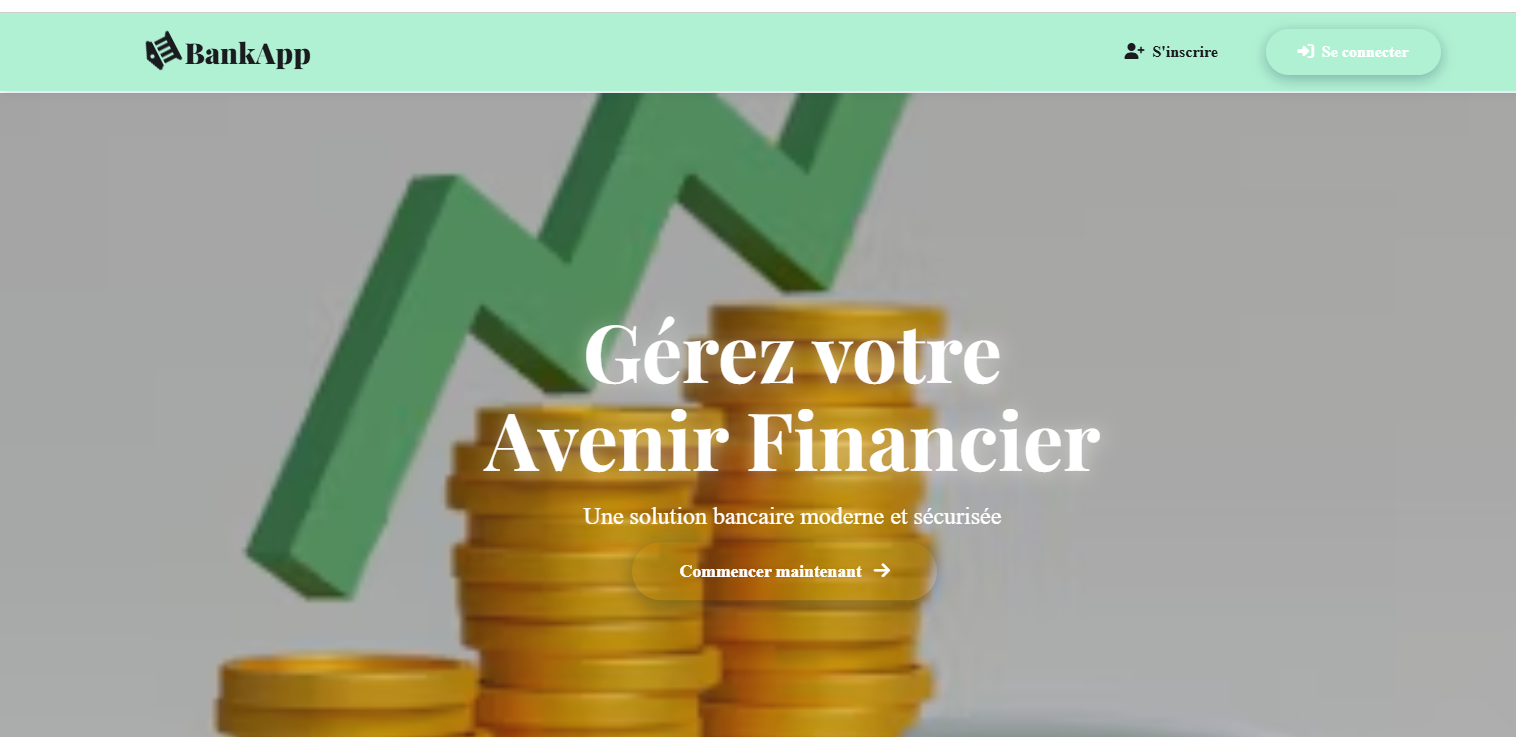 BankApp
S'inscrire
Se connecter
Gérez votre
Avenir Financier
Une solution bancaire moderne et sécurisée
Commencer maintenant